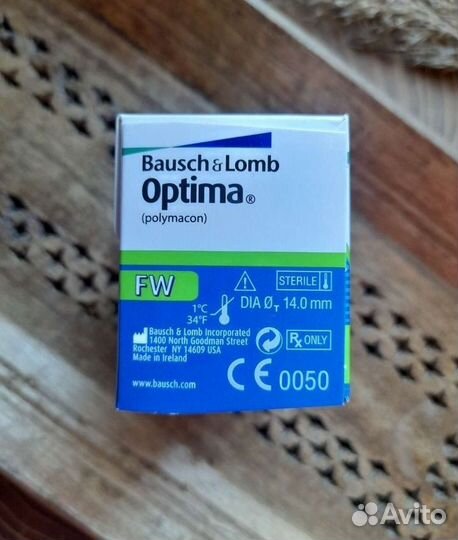 Bausch & Lomb
Optima®
(polymacon)
FW
STERILE
1°C
34°F
DIA ØT 14.0 mm
Bausch & Lomb Incorporated
1400 North Goodman Street
Rochester NY 14609 USA
Made in Ireland
Rx ONLY
www.bausch.com
CE 0050
Avito